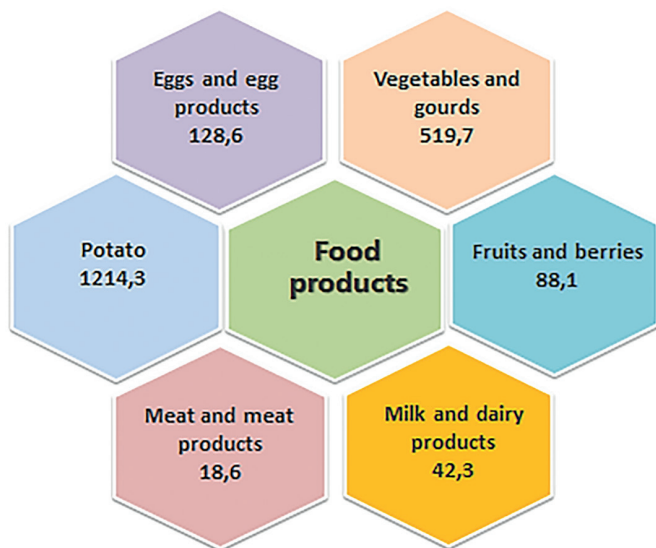 Eggs and egg
products
128,6
Vegetables and
gourds
519,7
Potato
1214,3
Food
products
Fruits and berries
88,1
Meat and meat
products
18,6
Milk and dairy
products
42,3